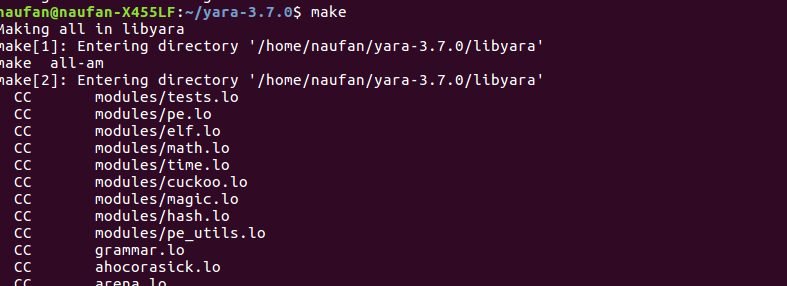 naufan@naufan-X455LF:~/yara-3.7.0$ make
Making all in libyara
make[1]: Entering directory '/home/naufan/yara-3.7.0/libyara'
make  all-am
make[2]: Entering directory '/home/naufan/yara-3.7.0/libyara'
  CC       modules/tests.lo
  CC       modules/pe.lo
  CC       modules/elf.lo
  CC       modules/math.lo
  CC       modules/time.lo
  CC       modules/cuckoo.lo
  CC       modules/magic.lo
  CC       modules/hash.lo
  CC       modules/pe_utils.lo
  CC       grammar.lo
  CC       ahocorasick.lo
  CC       arena.lo